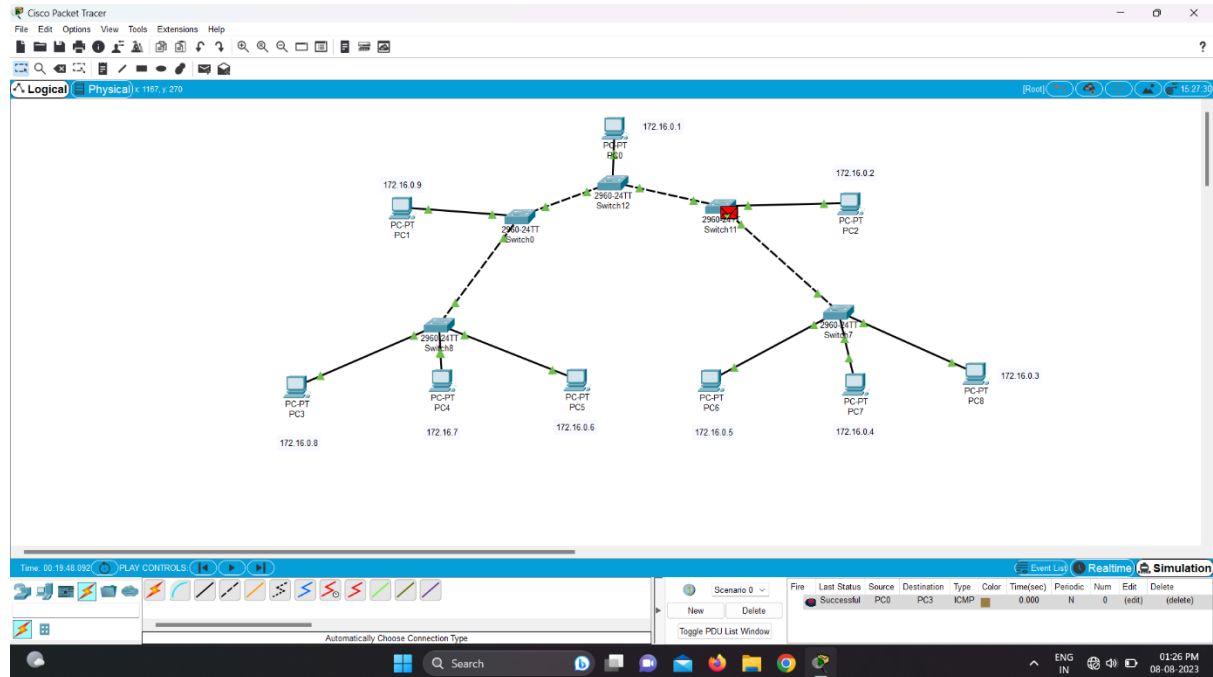 Cisco Packet Tracer
File Edit Options View Tools Extensions Help
?
Logical Physical x: 1167, y: 270 [Root] 15:27:30
172.16.0.1
PC-PT
PC0
172.16.0.2
172.16.0.9
2960-24TT
Switch12
PC-PT
PC1
2960-24TT
Switch0
2960-24TT
Switch11
PC-PT
PC2
2960-24TT
Switch8
2960-24TT
Switch7
172.16.0.3
PC-PT
PC3
PC-PT
PC4
PC-PT
PC5
PC-PT
PC6
PC-PT
PC7
PC-PT
PC8
172.16.0.8
172.16.7
172.16.0.6
172.16.0.5
172.16.0.4
Time: 00:19:48.092 PLAY CONTROLS: Event List Realtime Simulation
Scenario 0
New Delete
Toggle PDU List Window
Fire Last Status Source Destination Type Color Time(sec) Periodic Num Edit Delete
Successful PC0 PC3 ICMP 0.000 N 0 (edit) (delete)
Automatically Choose Connection Type
Search
ENG
IN
01:26 PM
08-08-2023